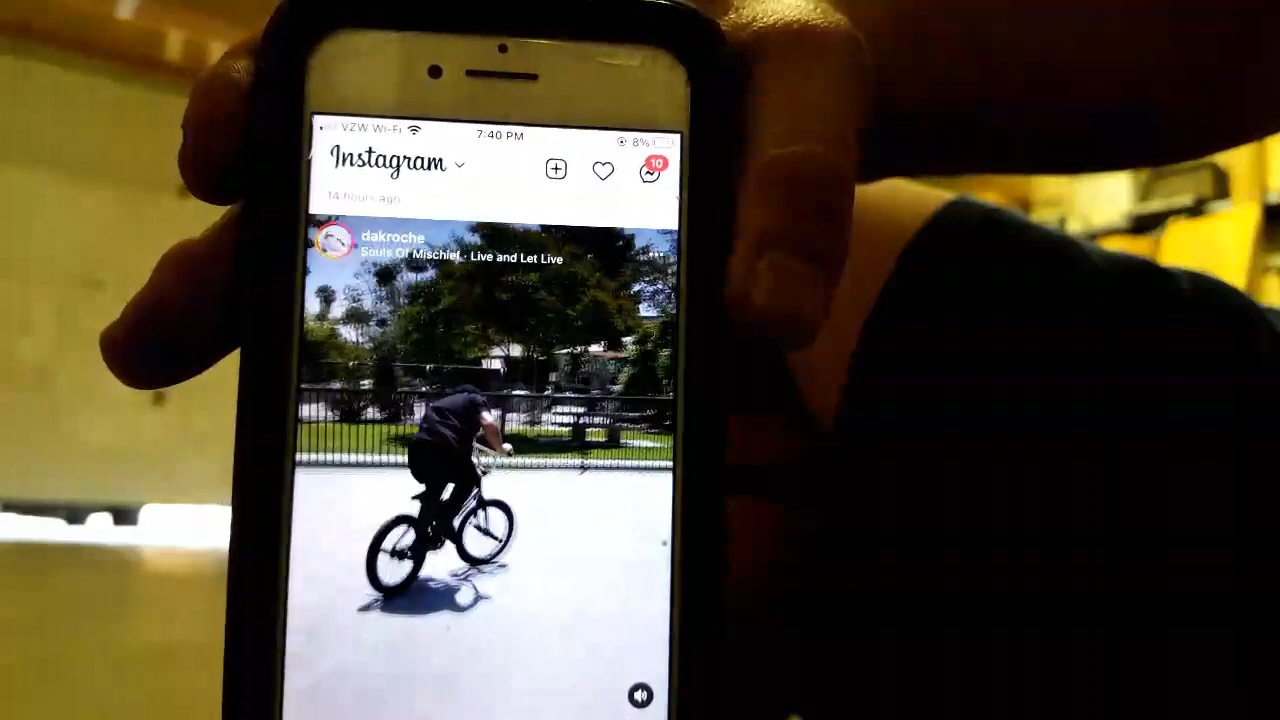 VZW Wi-Fi 7:40 PM 8%
Instagram 10
14 hours ago
dakroche
Souls Of Mischief · Live and Let Live